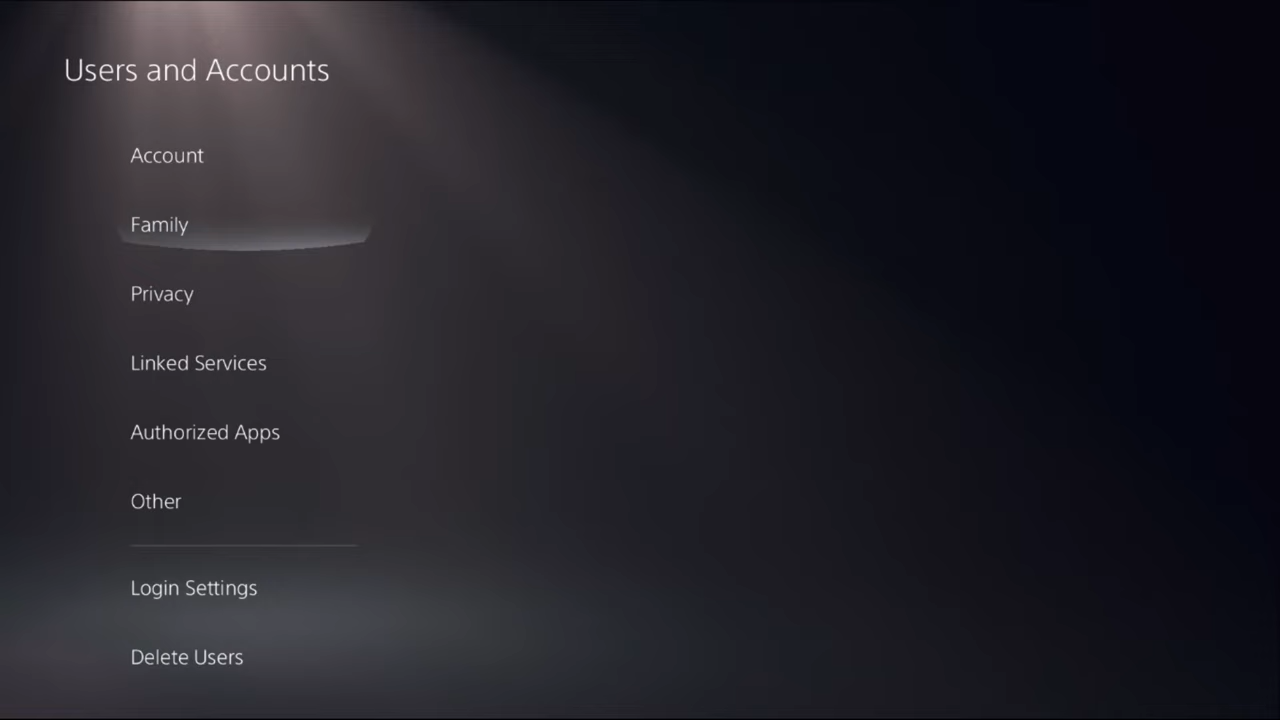 Users and Accounts
Account
Family
Privacy
Linked Services
Authorized Apps
Other
Login Settings
Delete Users